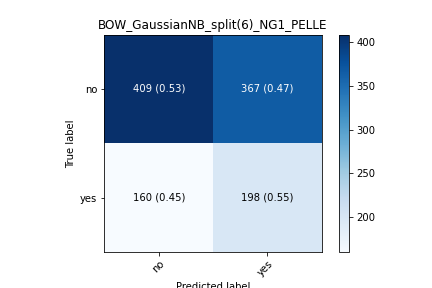 BOW_GaussianNB_split(6)_NG1_PELLE
no
409 (0.53)
367 (0.47)
yes
160 (0.45)
198 (0.55)
True label
no
yes
Predicted label
400
350
300
250
200